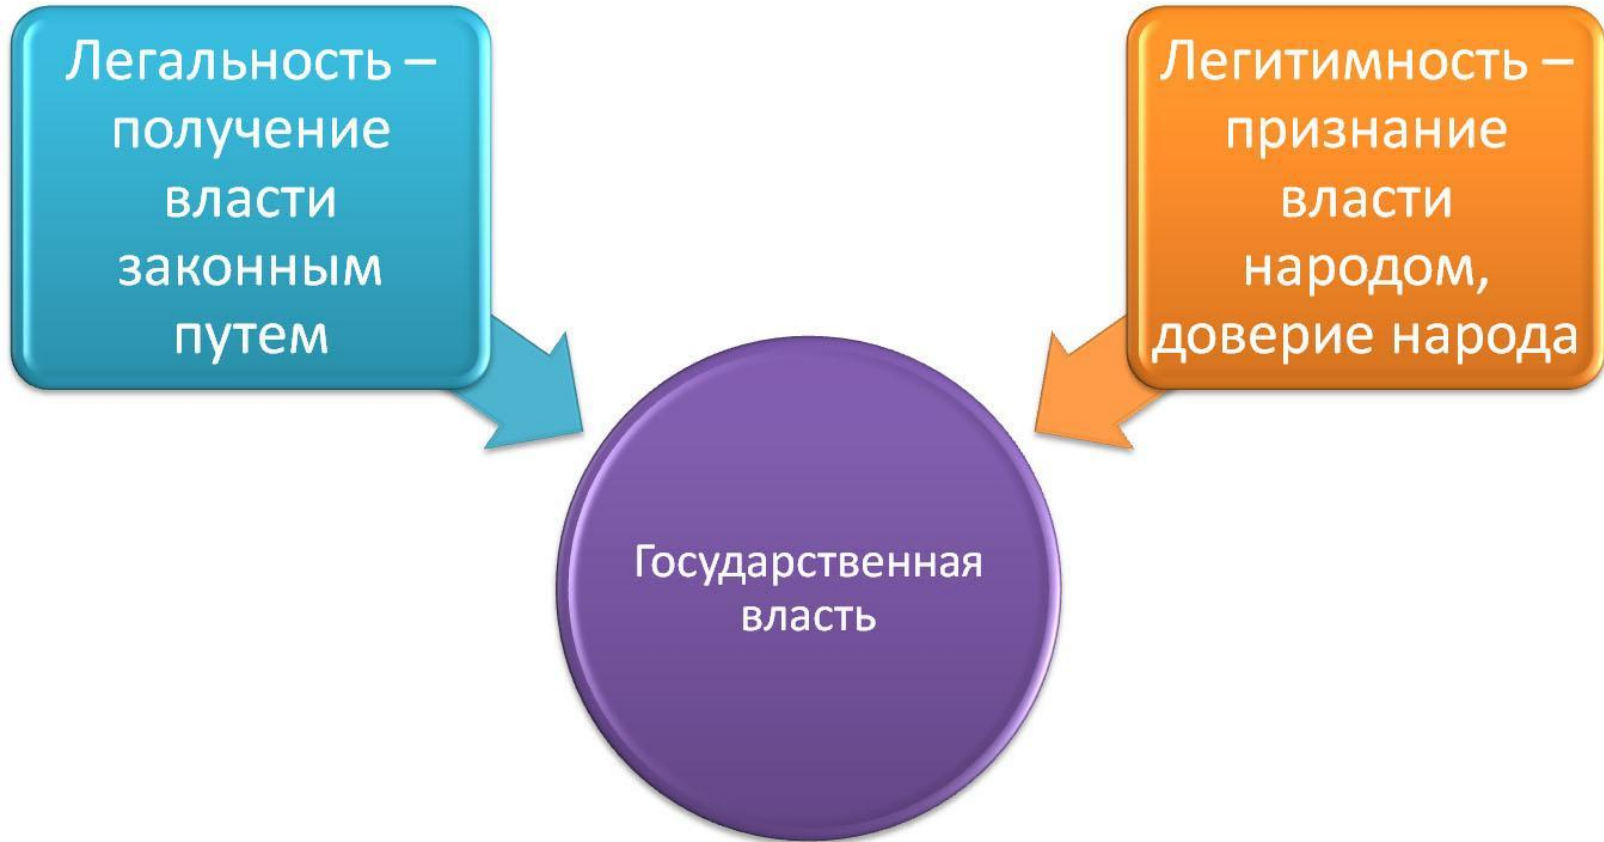 Легальность –
получение
власти
законным
путем
Легитимность –
признание
власти
народом,
доверие народа
Государственная
власть